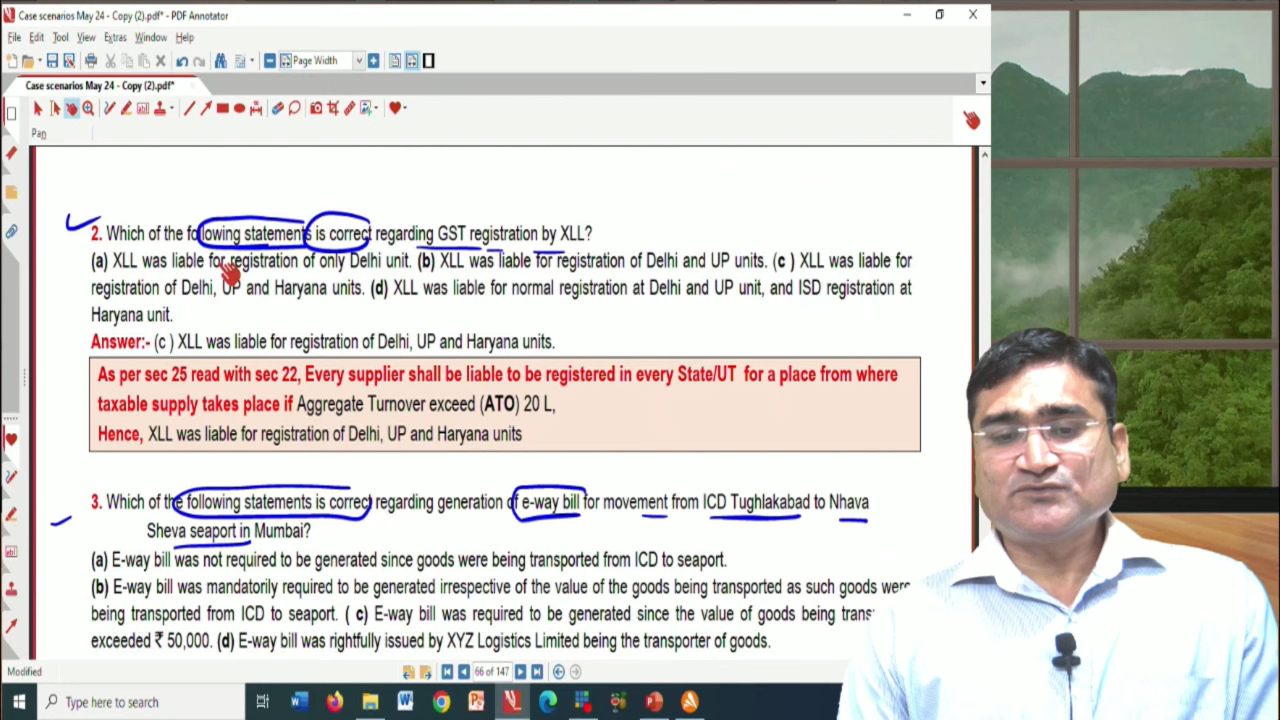 Case scenarios May 24 - Copy (2).pdf* - PDF Annotator
File Edit Tool View Extras Window Help
Page Width
Case scenarios May 24 - Copy (2).pdf*
Pan
2. Which of the following statements is correct regarding GST registration by XLL?
(a) XLL was liable for registration of only Delhi unit. (b) XLL was liable for registration of Delhi and UP units. (c ) XLL was liable for
registration of Delhi, UP and Haryana units. (d) XLL was liable for normal registration at Delhi and UP unit, and ISD registration at
Haryana unit.
Answer:- (c ) XLL was liable for registration of Delhi, UP and Haryana units.
As per sec 25 read with sec 22, Every supplier shall be liable to be registered in every State/UT for a place from where
taxable supply takes place if Aggregate Turnover exceed (ATO) 20 L,
Hence, XLL was liable for registration of Delhi, UP and Haryana units
3. Which of the following statements is correct regarding generation of e-way bill for movement from ICD Tughlakabad to Nhava
Sheva seaport in Mumbai?
(a) E-way bill was not required to be generated since goods were being transported from ICD to seaport.
(b) E-way bill was mandatorily required to be generated irrespective of the value of the goods being transported as such goods were
being transported from ICD to seaport. ( c) E-way bill was required to be generated since the value of goods being
exceeded ₹ 50,000. (d) E-way bill was rightfully issued by XYZ Logistics Limited being the transporter of goods.
Modified
66 of 147
Type here to search